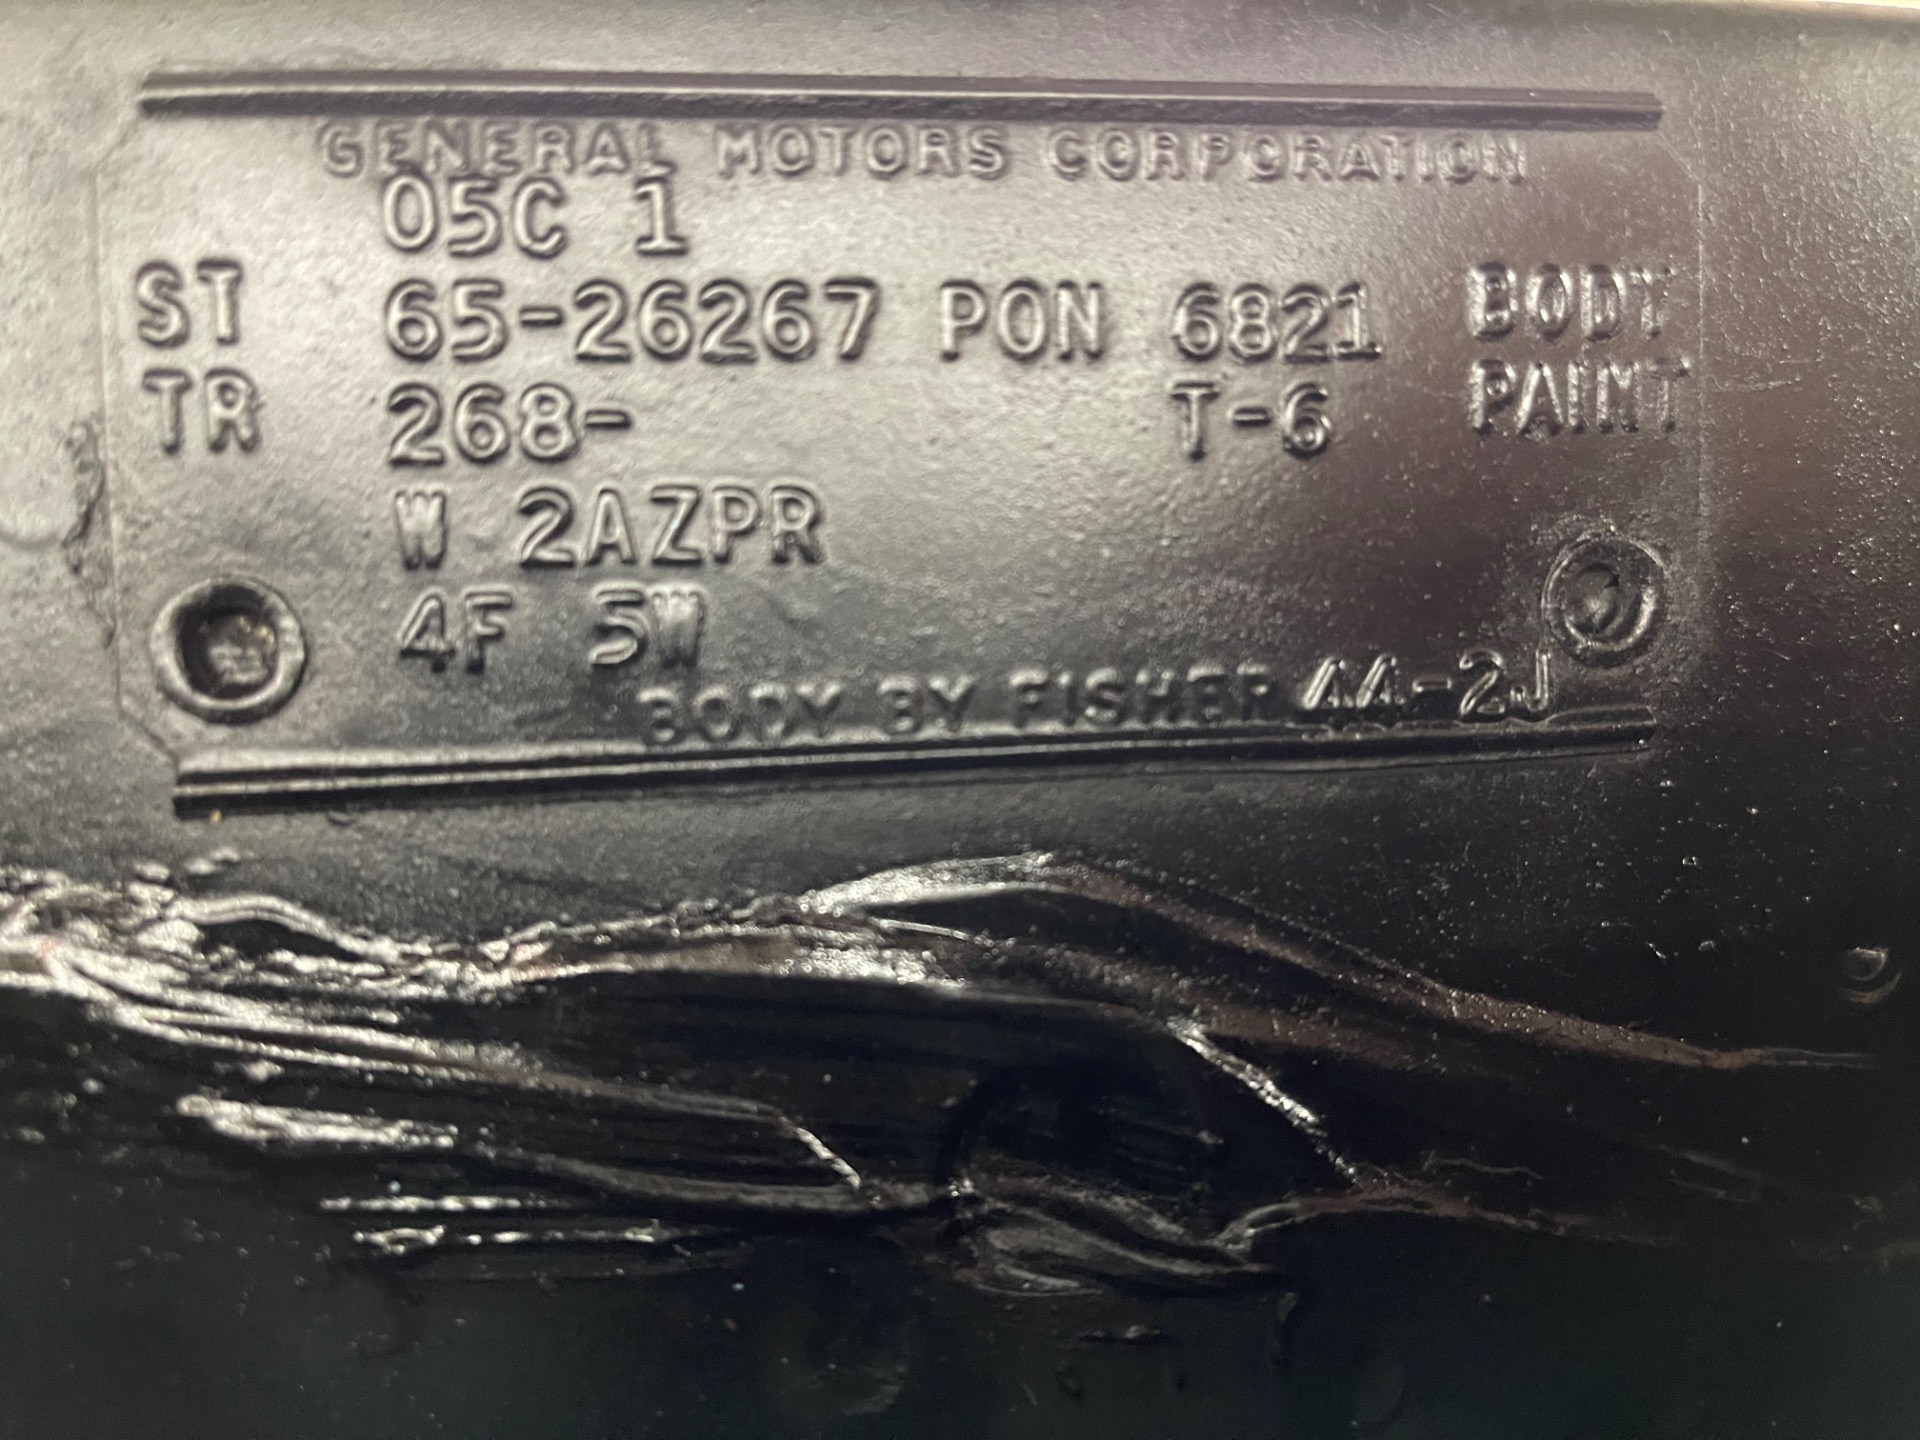 GENERAL MOTORS CORPORATION
05C 1
ST 65-26267 PON 6821 BODY
TR 268- T-6 PAINT
W 2AZPR
4F 5W
BODY BY FISHER 44-2J